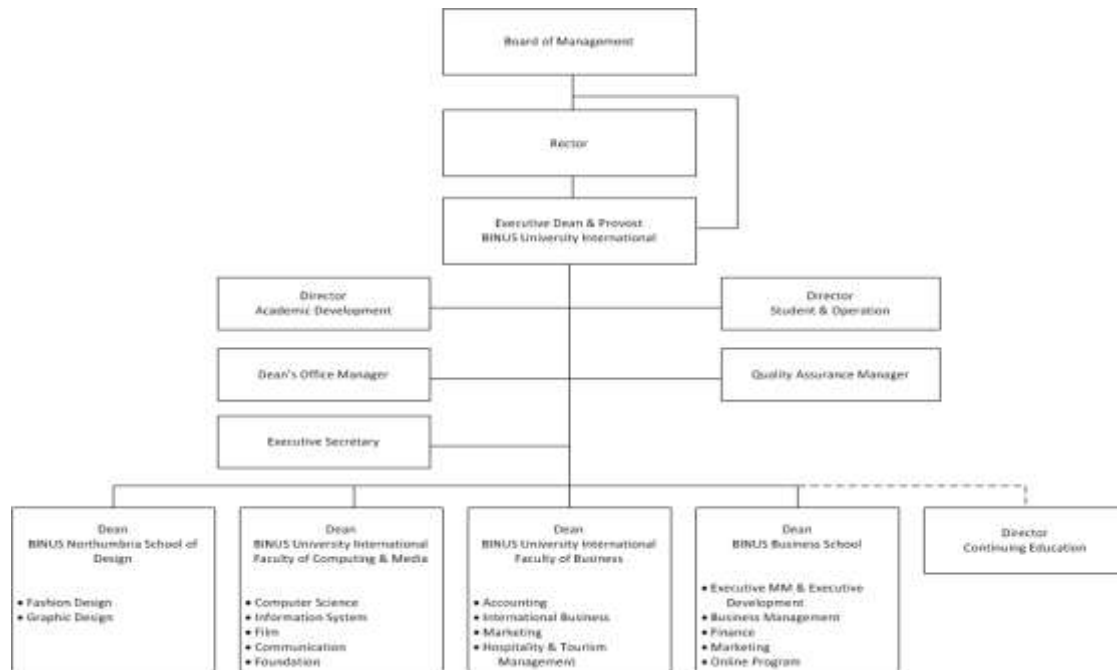 Board of Management
Rector
Executive Dean & Provost
BINUS University International
Director
Academic Development
Director
Student & Operation
Dean's Office Manager
Quality Assurance Manager
Executive Secretary
Dean
BINUS Northumbria School of
Design
• Fashion Design
• Graphic Design
Dean
BINUS University International
Faculty of Computing & Media
• Computer Science
• Information System
• Film
• Communication
• Foundation
Dean
BINUS University International
Faculty of Business
• Accounting
• International Business
• Marketing
• Hospitality & Tourism
Management
Dean
BINUS Business School
• Executive MM & Executive
Development
• Business Management
• Finance
• Marketing
• Online Program
Director
Continuing Education